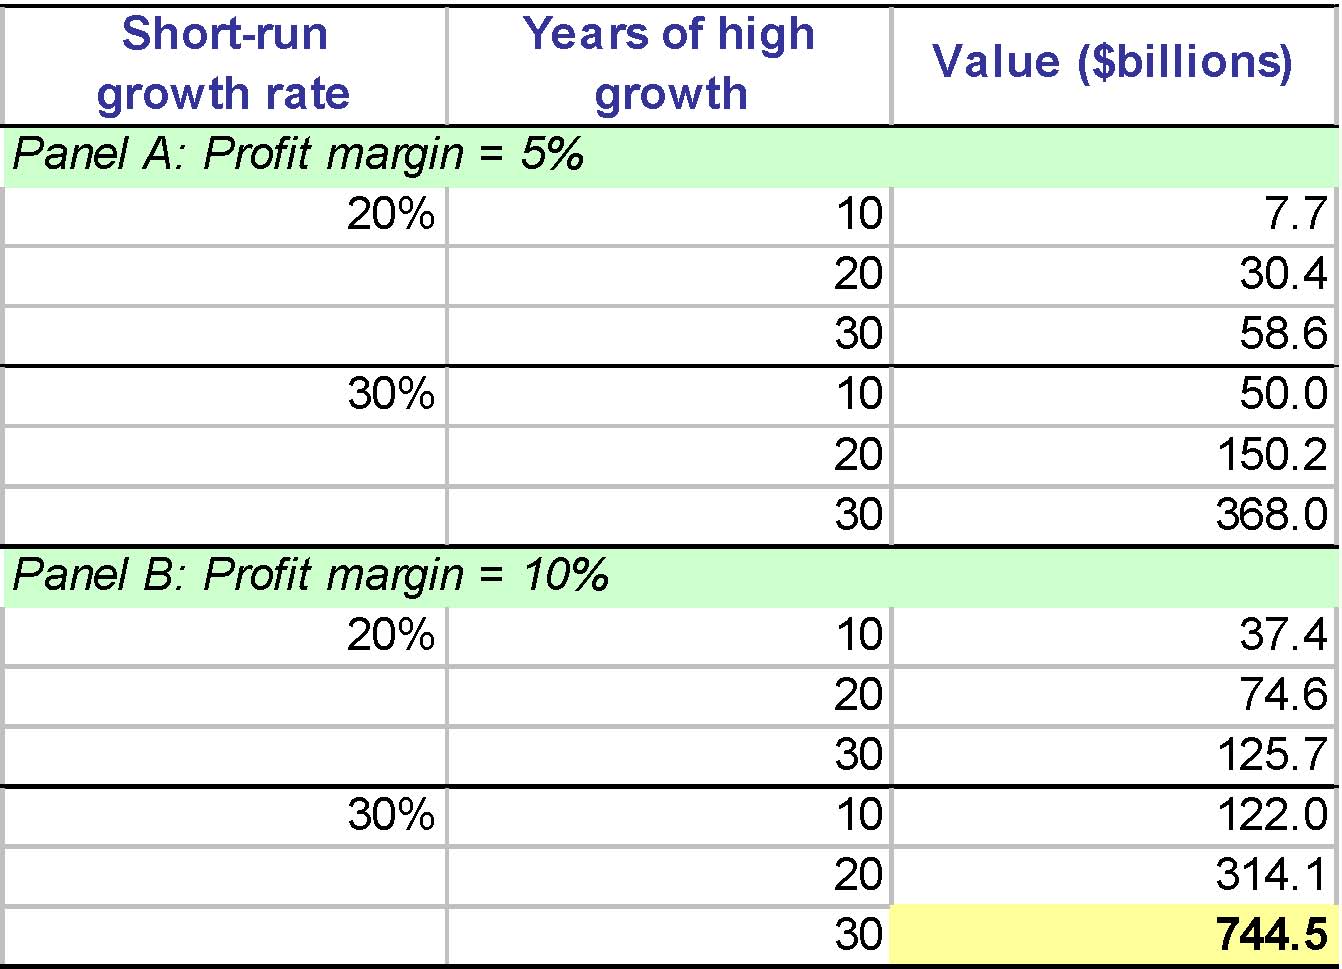 Short-run growth rate Years of high growth Value ($billions)
Panel A: Profit margin = 5%
20% 10 7.7
20 30.4
30 58.6
30% 10 50.0
20 150.2
30 368.0
Panel B: Profit margin = 10%
20% 10 37.4
20 74.6
30 125.7
30% 10 122.0
20 314.1
30 744.5